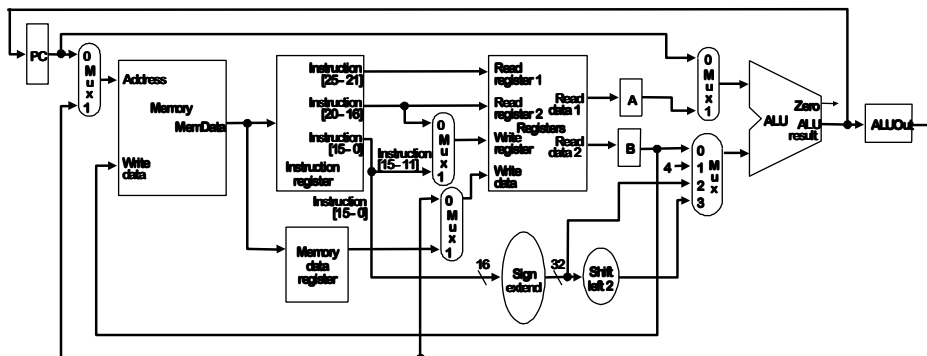 PC
0
M
u
x
1
Address
Memory
MemData
Write
data
Instruction
[25–21]
Instruction
[20–16]
Instruction
[15–0]
Instruction
register
Instruction
[15–11]
Instruction
[15–0]
Memory
data
register
0
M
u
x
1
0
M
u
x
1
Read
register 1
Read
register 2
Registers
Write
register
Write
data
Read
data 1
Read
data 2
16
Sign
extend
32
Shift
left 2
A
B
4
0
M
u
x
1
0
1
2
3
M
u
x
Zero
ALU
ALU
result
ALUOut